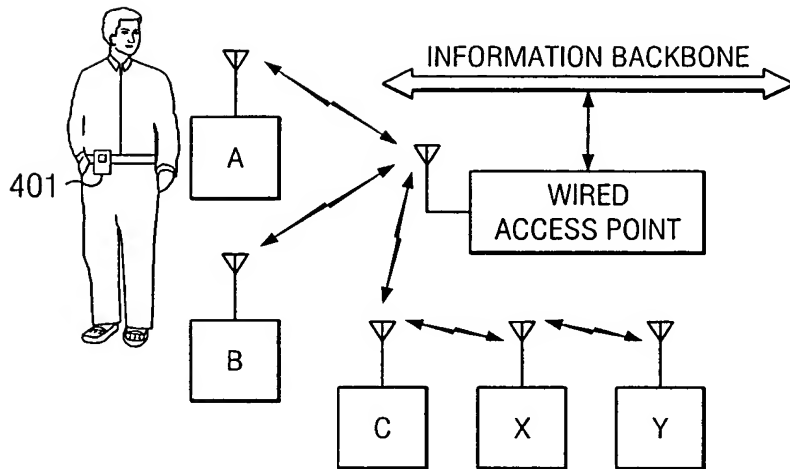 INFORMATION BACKBONE
A
401
WIRED
ACCESS POINT
B
C
X
Y